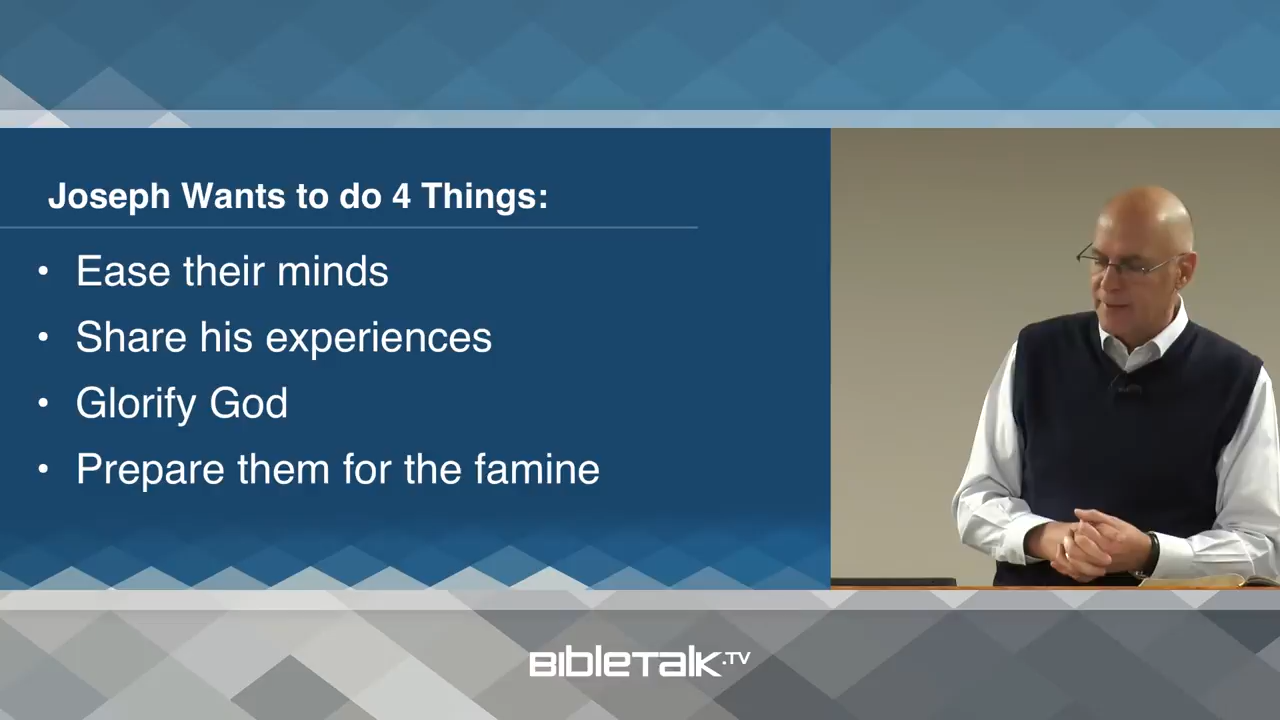 Joseph Wants to do 4 Things:
• Ease their minds
• Share his experiences
• Glorify God
• Prepare them for the famine
BIBLETALK.TV